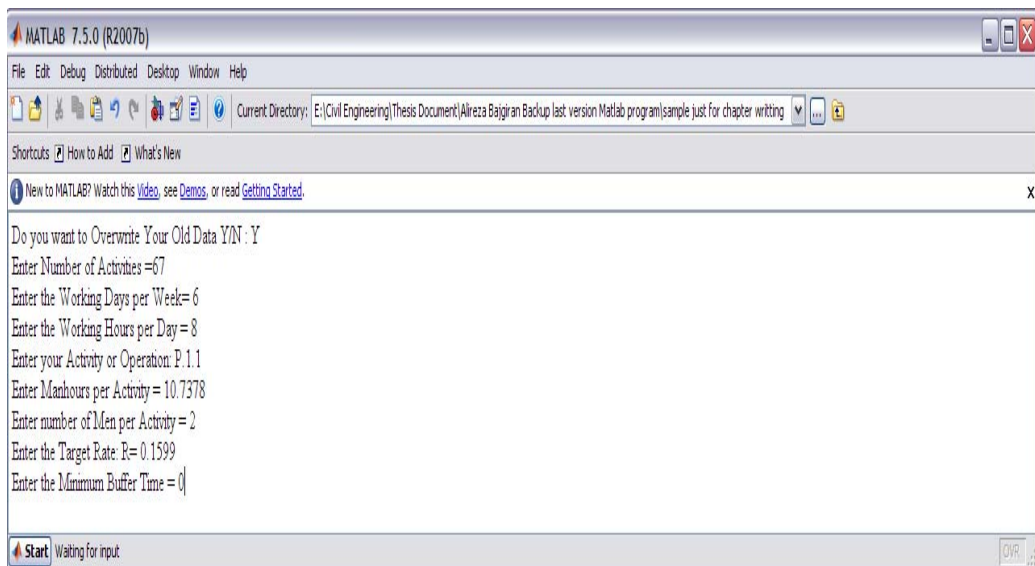 MATLAB 7.5.0 (R2007b)
File Edit Debug Distributed Desktop Window Help
Current Directory: E:\Civil Engineering\Thesis Document\Alireza Bajgiran Backup last version Matlab program\sample just for chapter writting
Shortcuts How to Add What's New
New to MATLAB? Watch this Video, see Demos, or read Getting Started.
Do you want to Overwrite Your Old Data Y/N : Y
Enter Number of Activities =67
Enter the Working Days per Week= 6
Enter the Working Hours per Day = 8
Enter your Activity or Operation: P.1.1
Enter Manhours per Activity = 10.7378
Enter number of Men per Activity = 2
Enter the Target Rate: R= 0.1599
Enter the Minimum Buffer Time = 0
Start Waiting for input
OVR